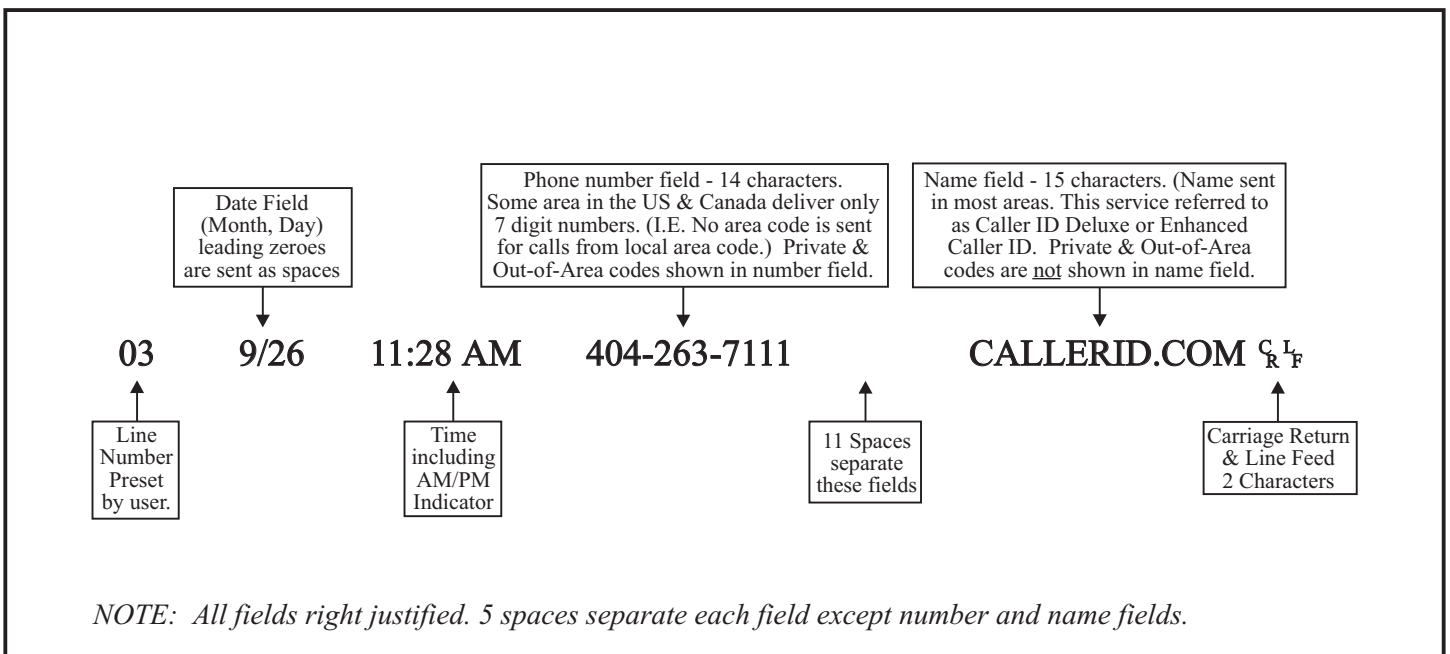 Date Field
(Month, Day)
leading zeroes
are sent as spaces
Phone number field - 14 characters.
Some area in the US & Canada deliver only
7 digit numbers. (I.E. No area code is sent
for calls from local area code.) Private &
Out-of-Area codes shown in number field.
Name field - 15 characters. (Name sent
in most areas. This service referred to
as Caller ID Deluxe or Enhanced
Caller ID. Private & Out-of-Area
codes are not shown in name field.
03 9/26 11:28 AM 404-263-7111 CALLERID.COM CR LF
Line
Number
Preset
by user.
Time
including
AM/PM
Indicator
11 Spaces
separate
these fields
Carriage Return
& Line Feed
2 Characters
NOTE: All fields right justified. 5 spaces separate each field except number and name fields.